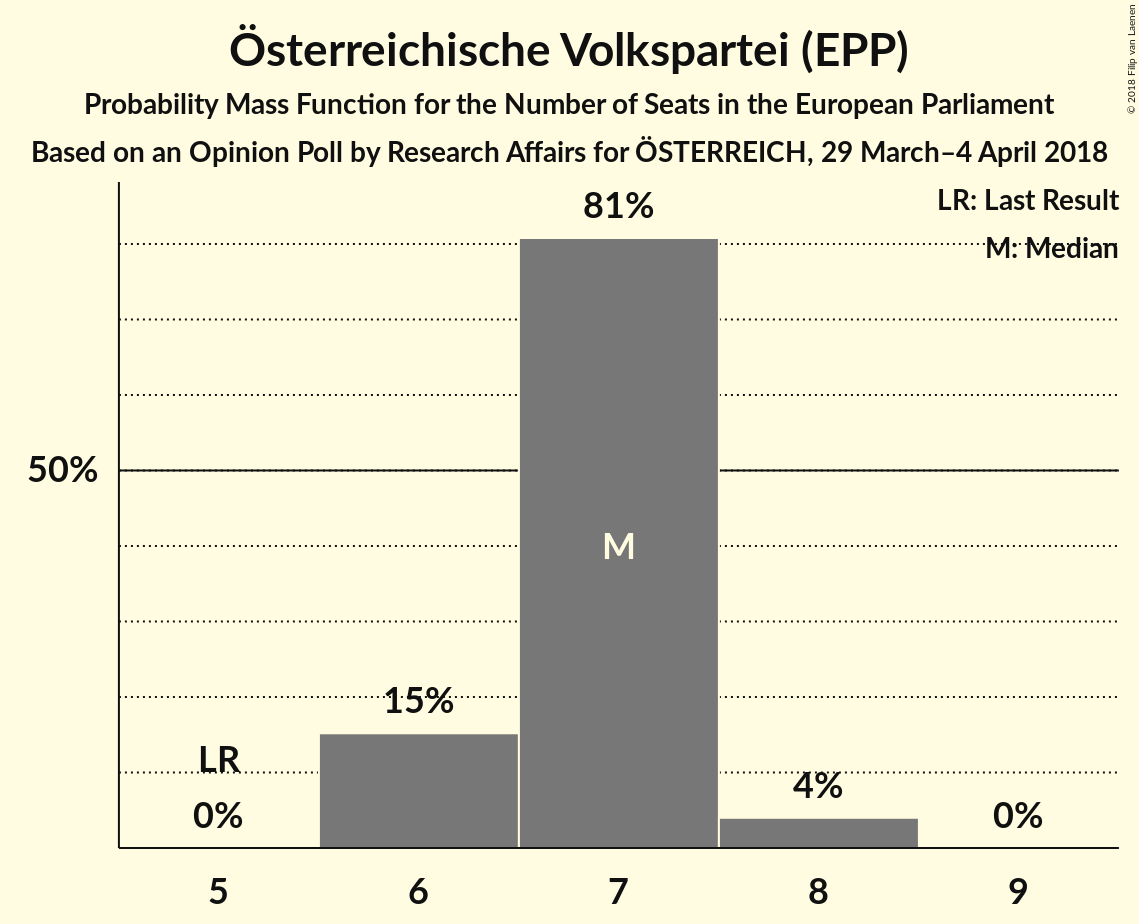 Österreichische Volkspartei (EPP)
Probability Mass Function for the Number of Seats in the European Parliament
Based on an Opinion Poll by Research Affairs for ÖSTERREICH, 29 March–4 April 2018
© 2018 Filip van Laenen
LR: Last Result
M: Median
81%
50%
M
15%
LR
4%
0%
0%
5 6 7 8 9